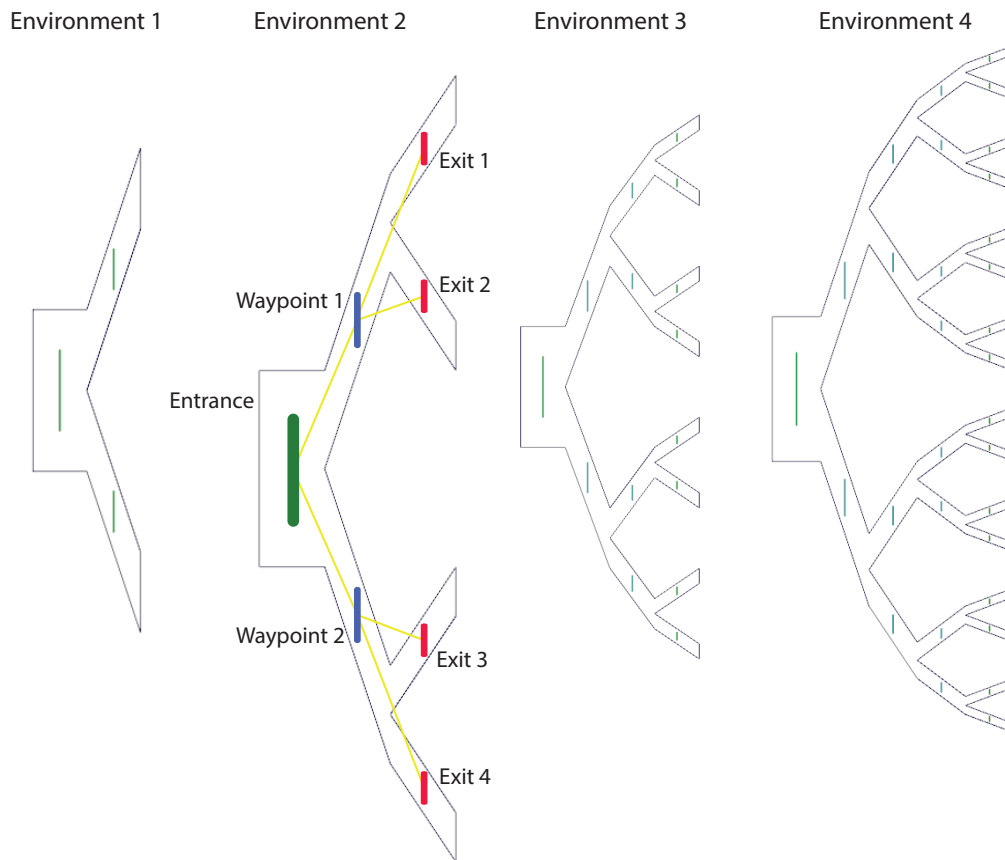 Environment 1
Environment 2
Environment 3
Environment 4
Exit 1
Exit 2
Waypoint 1
Entrance
Waypoint 2
Exit 3
Exit 4